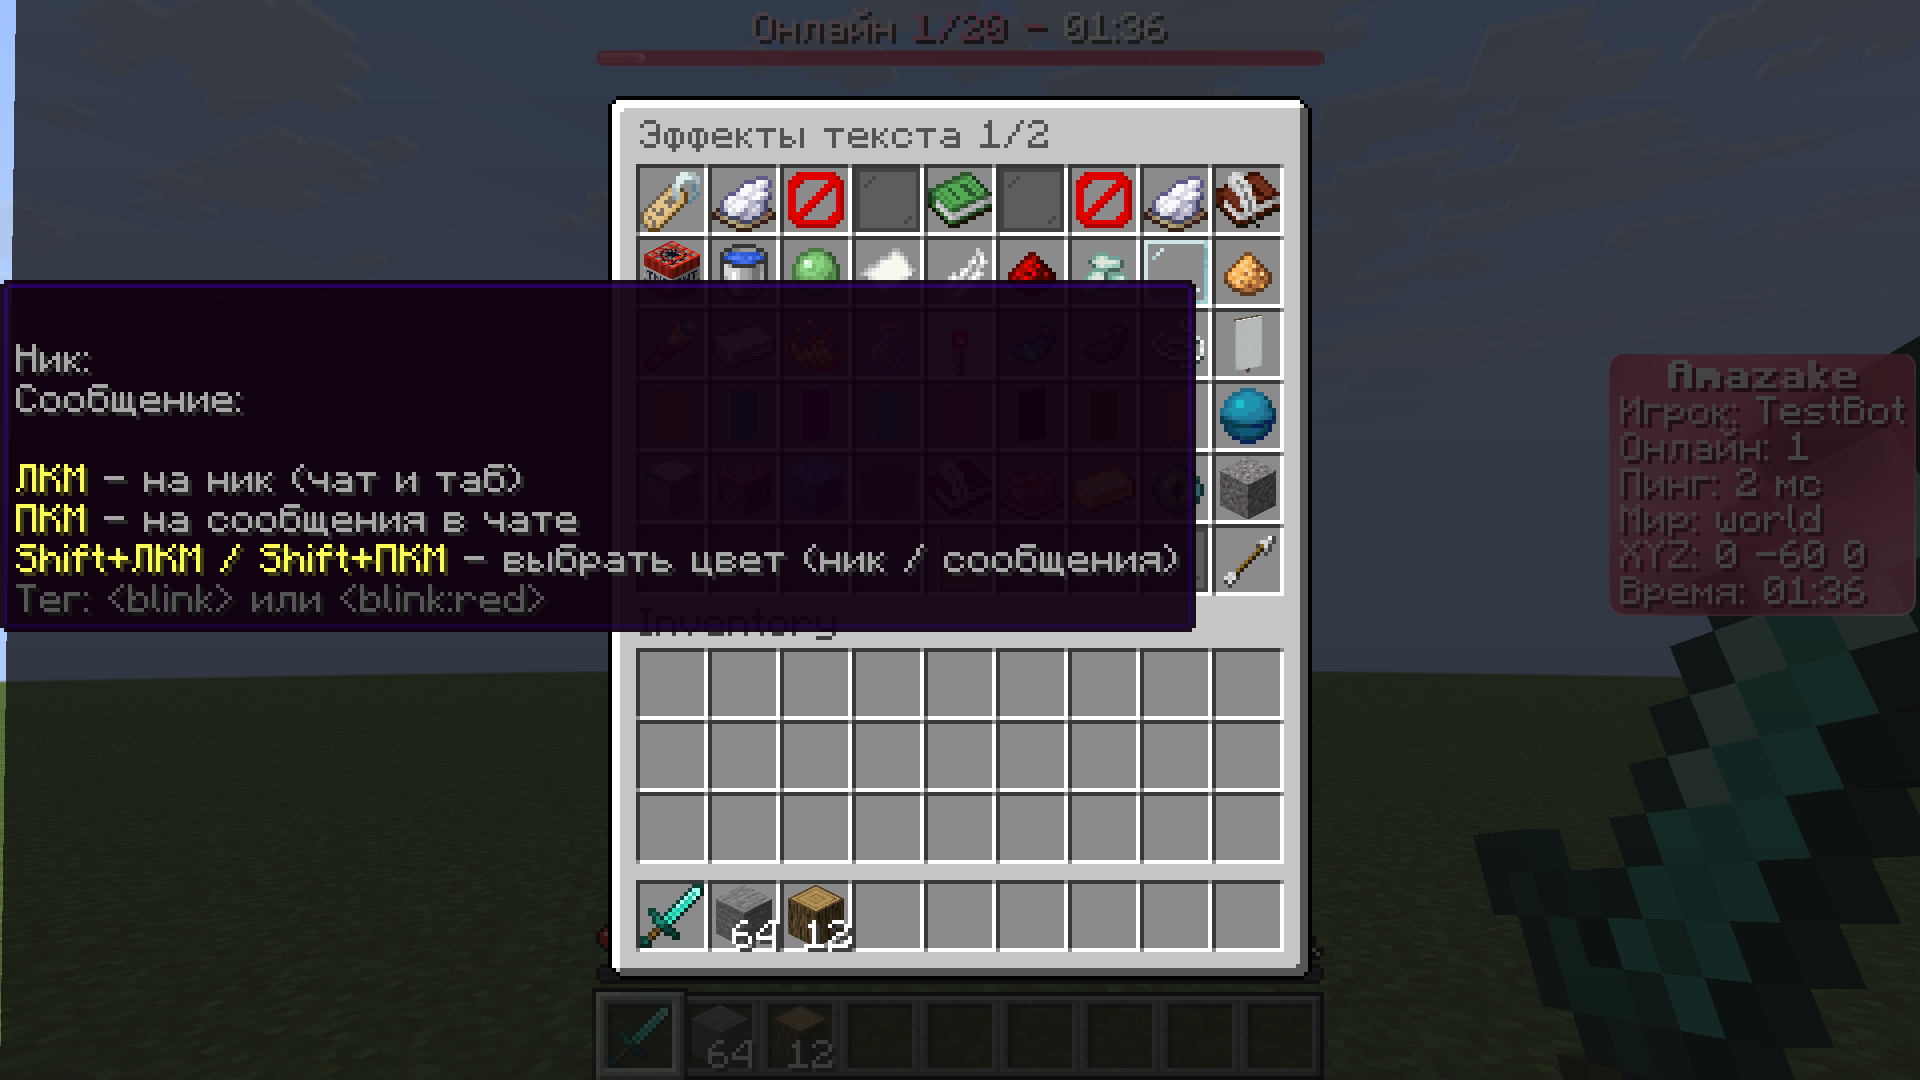 Онлайн 1/20 - 01:36
Эффекты текста 1/2
Ник:
Сообщение:
ЛКМ - на ник (чат и таб)
ПКМ - на сообщения в чате
Shift+ЛКМ / Shift+ПКМ - выбрать цвет (ник / сообщения)
Тег: <blink> или <blink:red>
Inventory
Amazake
Игрок: TestBot
Онлайн: 1
Пинг: 2 мс
Мир: world
XYZ: 0 -60 0
Время: 01:36
64
12
64
12